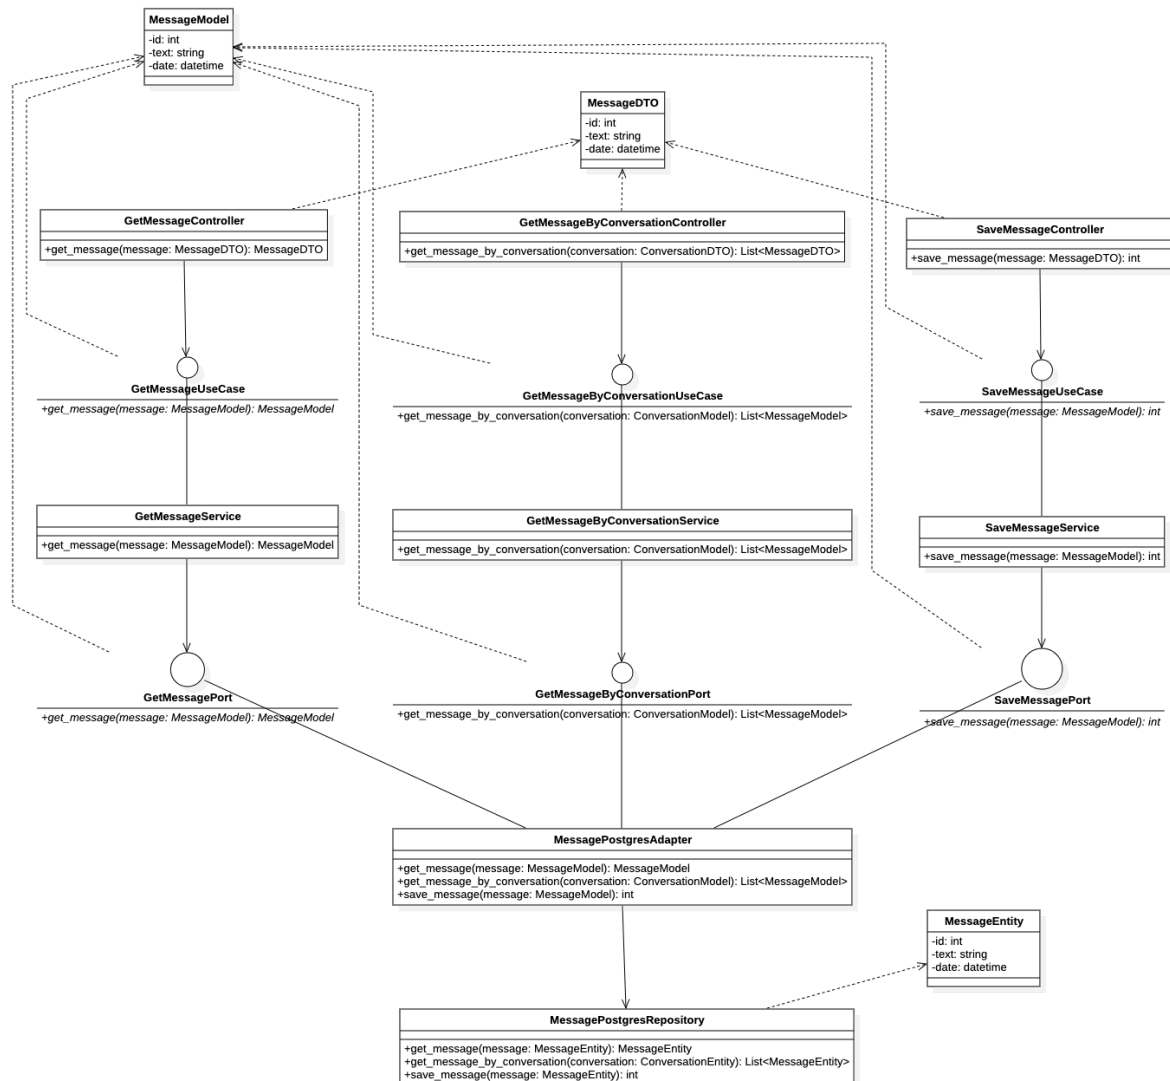 MessageModel
-id: int
-text: string
-date: datetime
MessageDTO
-id: int
-text: string
-date: datetime
GetMessageController
+get_message(message: MessageDTO): MessageDTO
GetMessageByConversationController
+get_message_by_conversation(conversation: ConversationDTO): List<MessageDTO>
SaveMessageController
+save_message(message: MessageDTO): int
GetMessageUseCase
+get_message(message: MessageModel): MessageModel
GetMessageByConversationUseCase
+get_message_by_conversation(conversation: ConversationModel): List<MessageModel>
SaveMessageUseCase
+save_message(message: MessageModel): int
GetMessageService
+get_message(message: MessageModel): MessageModel
GetMessageByConversationService
+get_message_by_conversation(conversation: ConversationModel): List<MessageModel>
SaveMessageService
+save_message(message: MessageModel): int
GetMessagePort
+get_message(message: MessageModel): MessageModel
GetMessageByConversationPort
+get_message_by_conversation(conversation: ConversationModel): List<MessageModel>
SaveMessagePort
+save_message(message: MessageModel): int
MessagePostgresAdapter
+get_message(message: MessageModel): MessageModel
+get_message_by_conversation(conversation: ConversationModel): List<MessageModel>
+save_message(message: MessageModel): int
MessageEntity
-id: int
-text: string
-date: datetime
MessagePostgresRepository
+get_message(message: MessageEntity): MessageEntity
+get_message_by_conversation(conversation: ConversationEntity): List<MessageEntity>
+save_message(message: MessageEntity): int